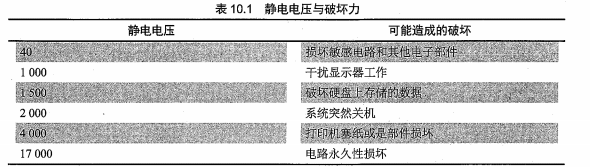 表 10.1 静电电压与破坏力
静电电压 可能造成的破坏
40 损坏敏感电路和其他电子部件
1 000 干扰显示器工作
1 500 破坏硬盘上存储的数据
2 000 系统突然关机
4 000 打印机塞纸或是部件损坏
17 000 电路永久性损坏